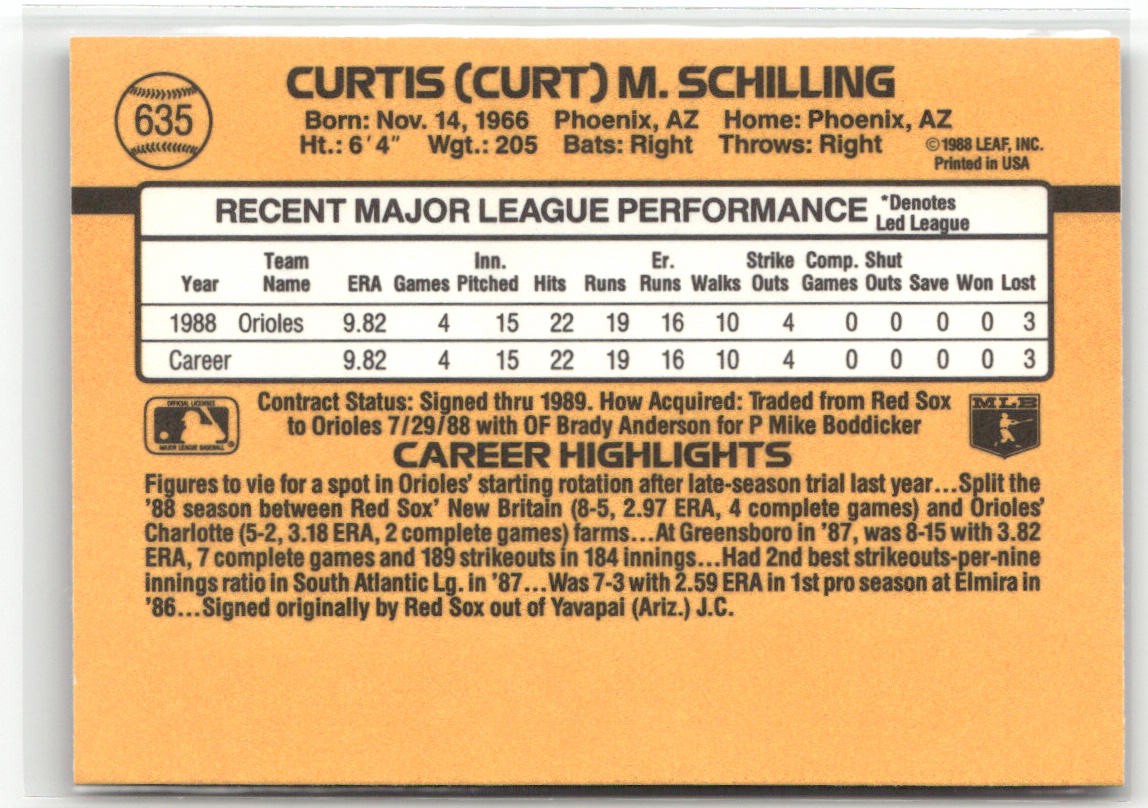 635
CURTIS (CURT) M. SCHILLING
Born: Nov. 14, 1966 Phoenix, AZ Home: Phoenix, AZ
Ht.: 6'4" Wgt.: 205 Bats: Right Throws: Right
©1988 LEAF, INC.
Printed in USA
RECENT MAJOR LEAGUE PERFORMANCE *Denotes
Led League
Team Inn. Er. Strike Comp. Shut
Year Name ERA Games Pitched Hits Runs Runs Walks Outs Games Outs Save Won Lost
1988 Orioles 9.82 4 15 22 19 16 10 4 0 0 0 0 3
Career 9.82 4 15 22 19 16 10 4 0 0 0 0 3
OFFICIAL LICENSEE
MAJOR LEAGUE BASEBALL
Contract Status: Signed thru 1989. How Acquired: Traded from Red Sox
to Orioles 7/29/88 with OF Brady Anderson for P Mike Boddicker
MLB
CAREER HIGHLIGHTS
Figures to vie for a spot in Orioles' starting rotation after late-season trial last year...Split the
'88 season between Red Sox' New Britain (8-5, 2.97 ERA, 4 complete games) and Orioles'
Charlotte (5-2, 3.18 ERA, 2 complete games) farms...At Greensboro in '87, was 8-15 with 3.82
ERA, 7 complete games and 189 strikeouts in 184 innings...Had 2nd best strikeouts-per-nine
innings ratio in South Atlantic Lg. in '87...Was 7-3 with 2.59 ERA in 1st pro season at Elmira in
'86...Signed originally by Red Sox out of Yavapai (Ariz.) J.C.